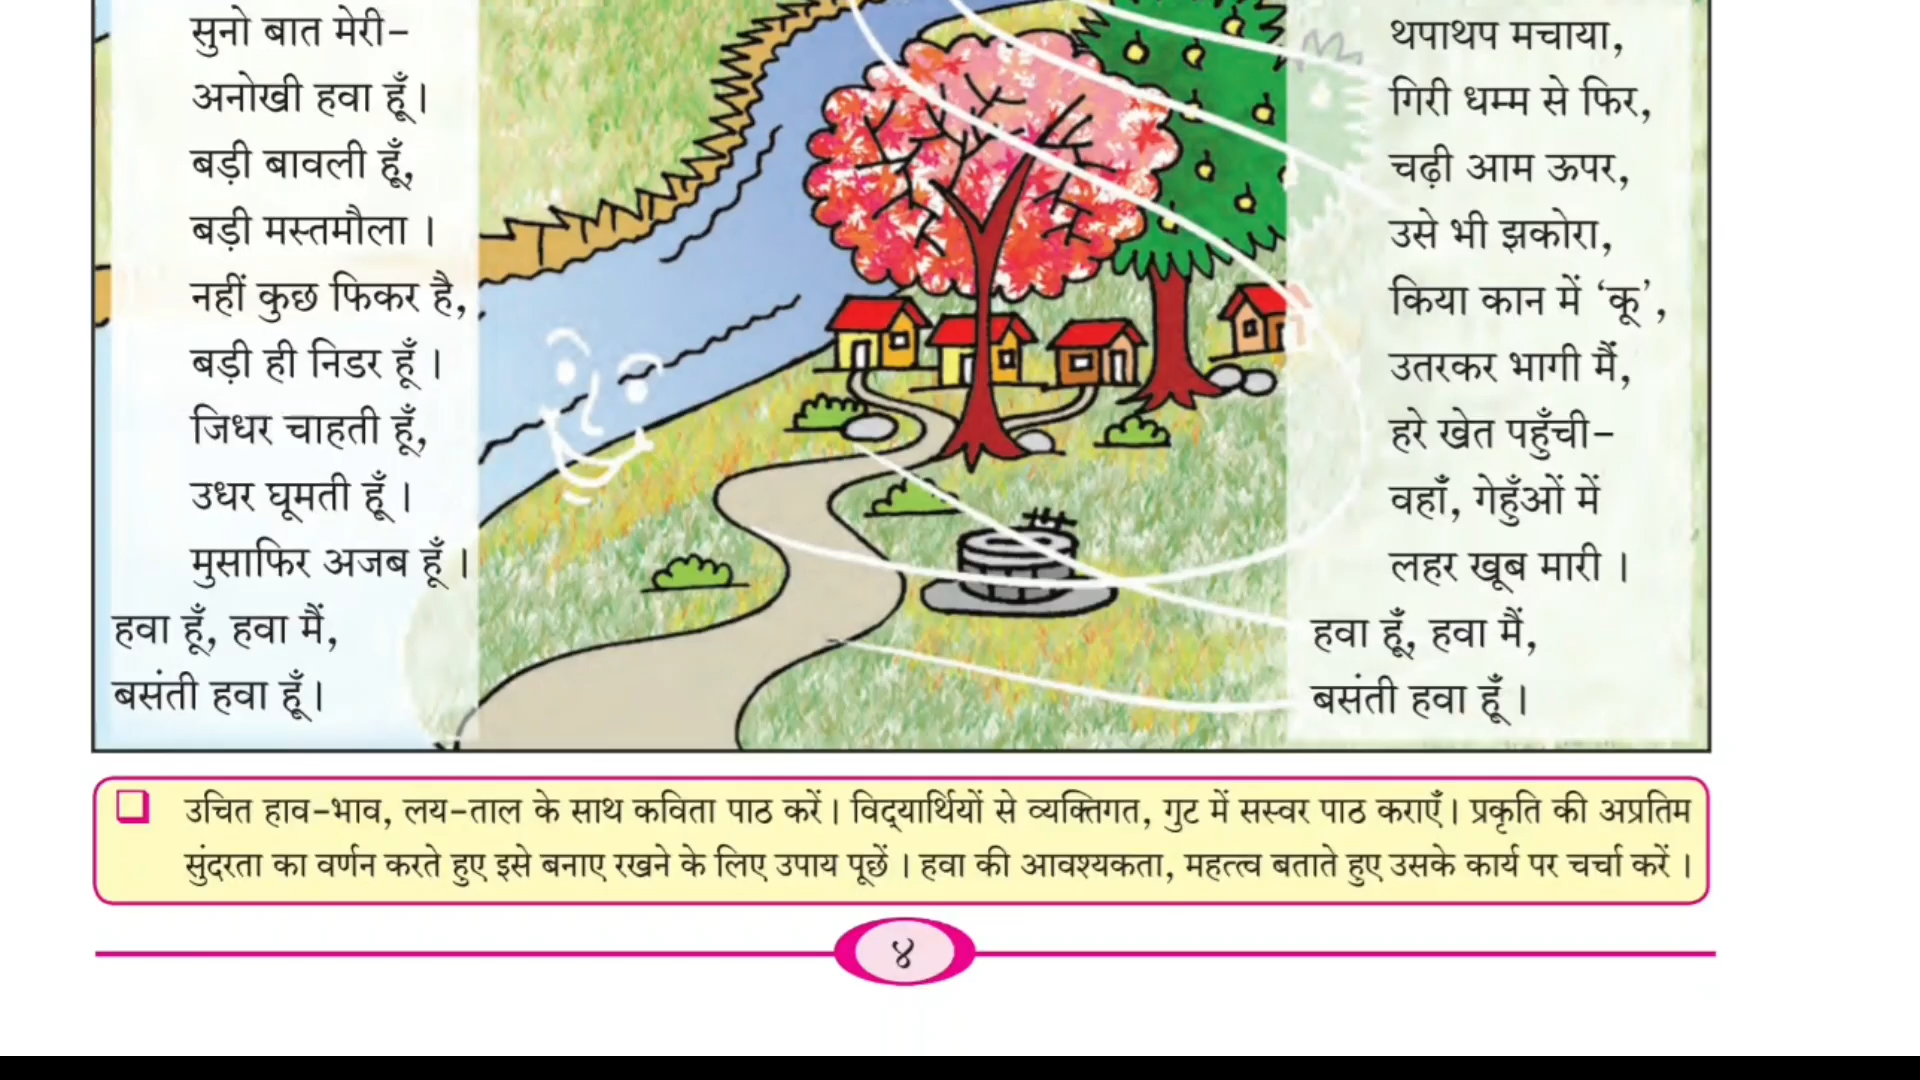 सुनो बात मेरी-
अनोखी हवा हूँ।
बड़ी बावली हूँ,
बड़ी मस्तमौला ।
नहीं कुछ फिकर है,
बड़ी ही निडर हूँ ।
जिधर चाहती हूँ,
उधर घूमती हूँ ।
मुसाफिर अजब हूँ ।
हवा हूँ, हवा मैं,
बसंती हवा हूँ।
थपाथप मचाया,
गिरी धम्म से फिर,
चढ़ी आम ऊपर,
उसे भी झकोरा,
किया कान में ‘कू’,
उतरकर भागी मैं,
हरे खेत पहुँची-
वहाँ, गेहुँओं में
लहर खूब मारी ।
हवा हूँ, हवा मैं,
बसंती हवा हूँ ।
उचित हाव-भाव, लय-ताल के साथ कविता पाठ करें। विद्यार्थियों से व्यक्तिगत, गुट में सस्वर पाठ कराएँ। प्रकृति की अप्रतिम
सुंदरता का वर्णन करते हुए इसे बनाए रखने के लिए उपाय पूछें । हवा की आवश्यकता, महत्त्व बताते हुए उसके कार्य पर चर्चा करें ।
४